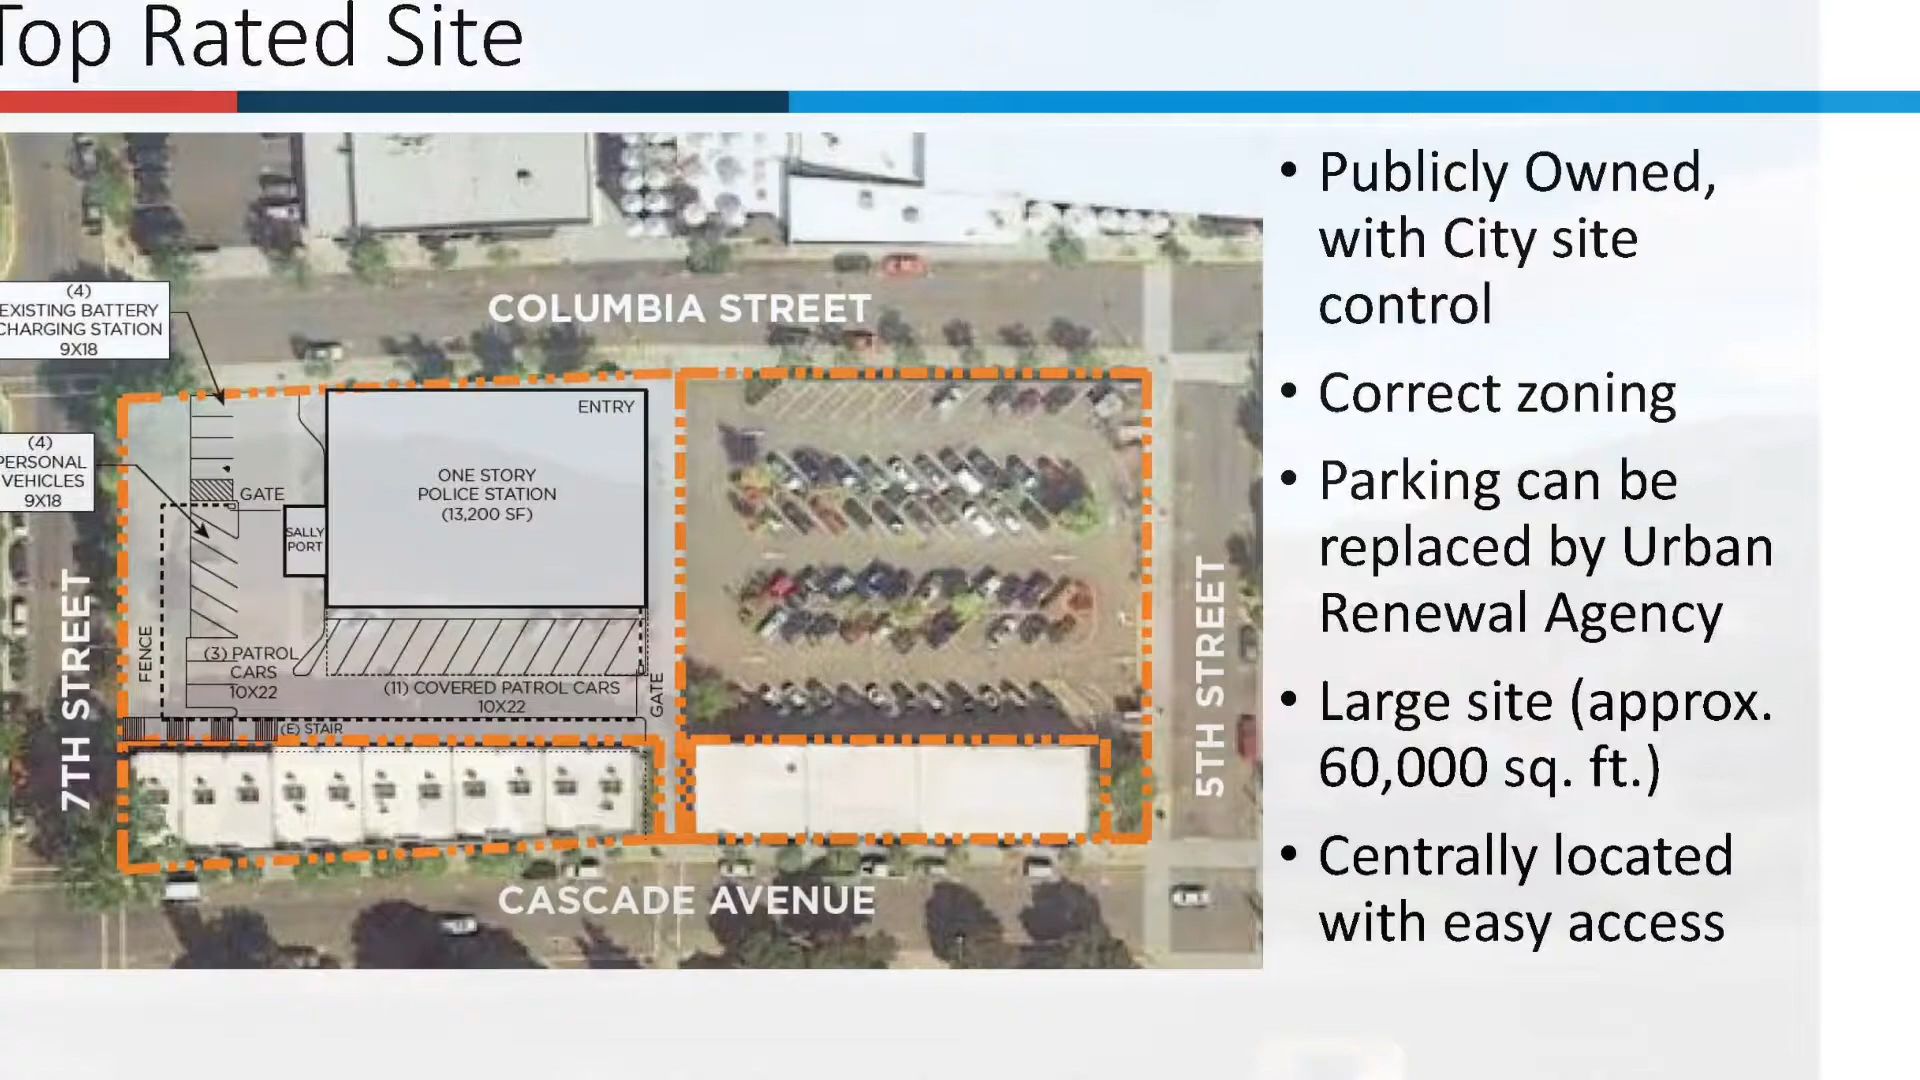 Top Rated Site
COLUMBIA STREET
(4)
EXISTING BATTERY
CHARGING STATION
9X18
(4)
PERSONAL
VEHICLES
9X18
GATE
ENTRY
ONE STORY
POLICE STATION
(13,200 SF)
SALLY
PORT
7TH STREET
FENCE
(3) PATROL
CARS
10X22
(11) COVERED PATROL CARS
10X22
GATE
(E) STAIR
5TH STREET
CASCADE AVENUE
• Publicly Owned,
with City site
control
• Correct zoning
• Parking can be
replaced by Urban
Renewal Agency
• Large site (approx.
60,000 sq. ft.)
• Centrally located
with easy access